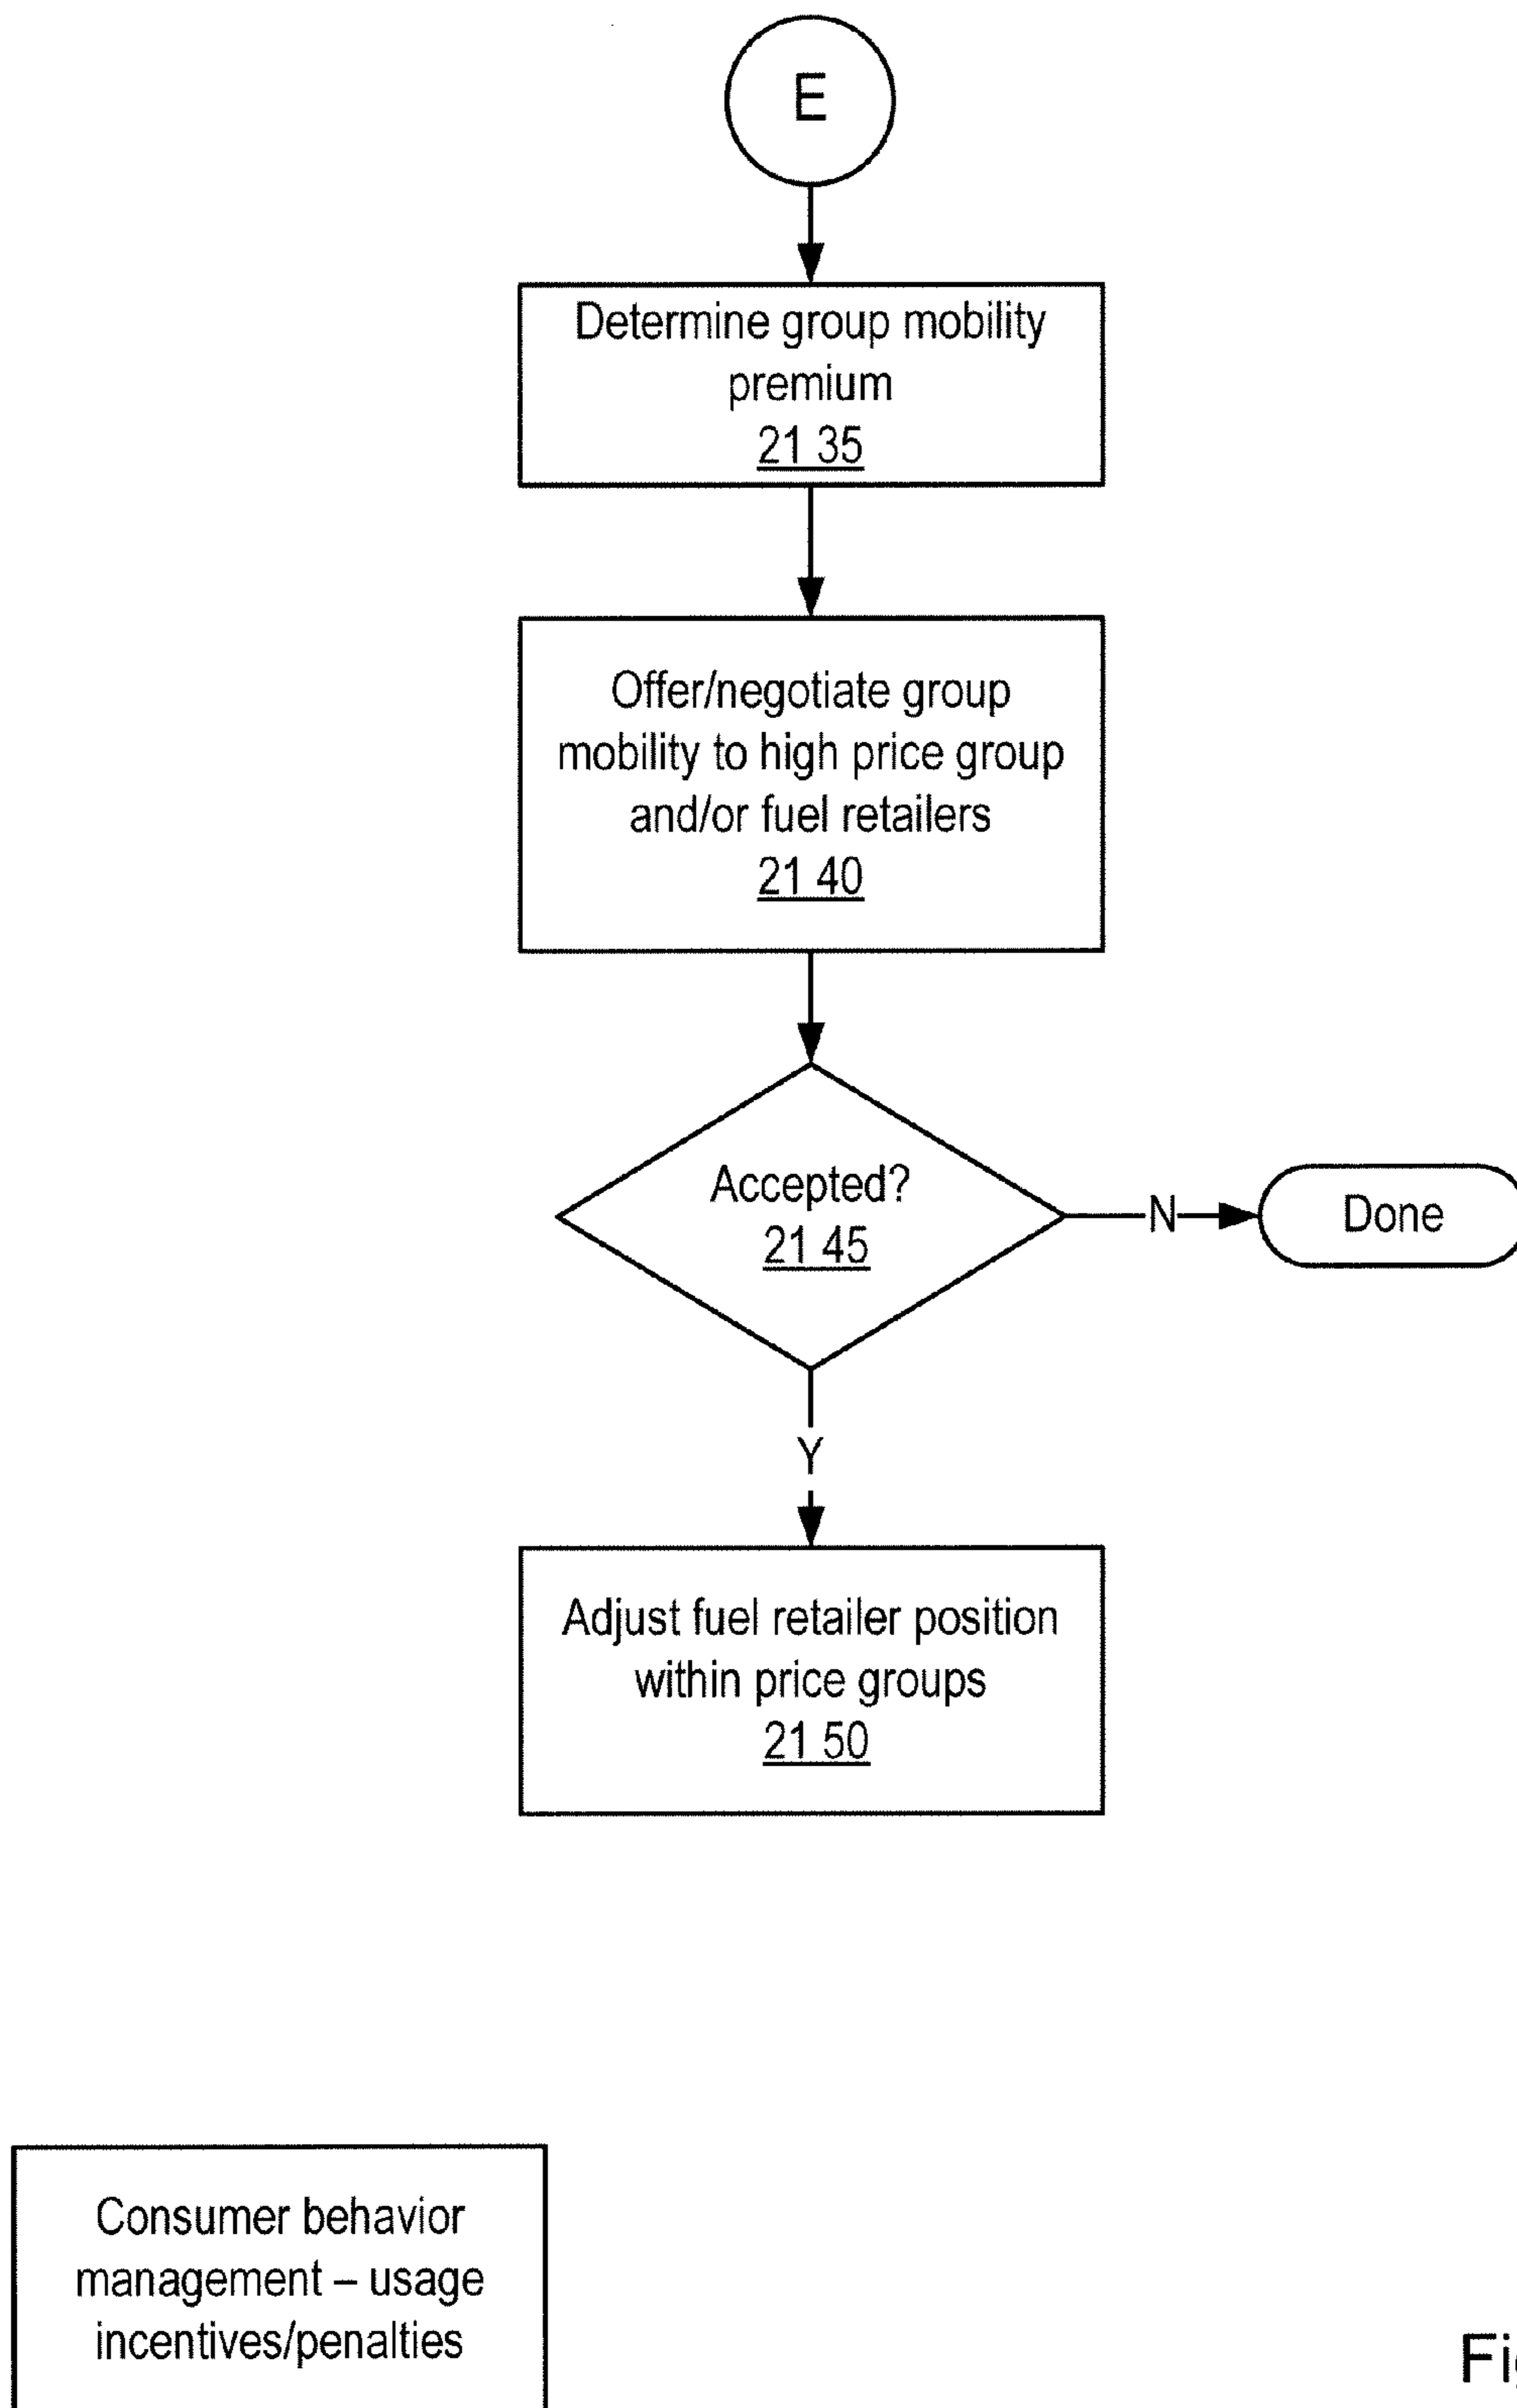 E
Determine group mobility
premium
21 35
Offer/negotiate group
mobility to high price group
and/or fuel retailers
21 40
Accepted?
21 45
N
Done
Y
Adjust fuel retailer position
within price groups
21 50
Consumer behavior
management – usage
incentives/penalties